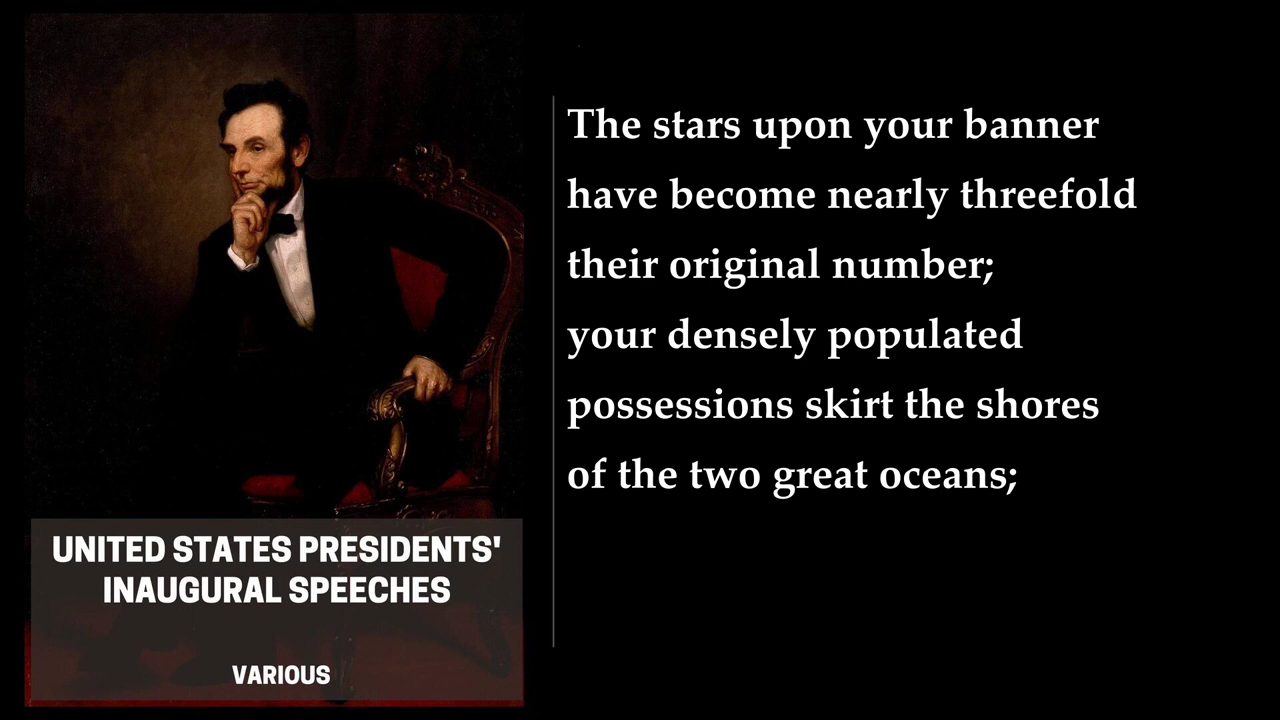 The stars upon your banner
have become nearly threefold
their original number;
your densely populated
possessions skirt the shores
of the two great oceans;
UNITED STATES PRESIDENTS'
INAUGURAL SPEECHES
VARIOUS